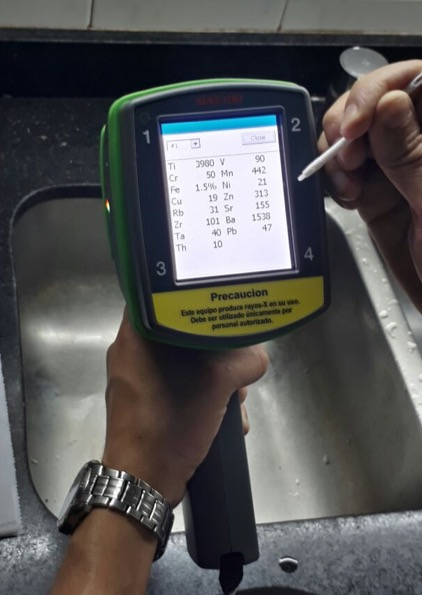 SPECTRO
1
2
#1
Close
Ti 3980 V 90
Cr 50 Mn 442
Fe 1.5% Ni 21
Cu 19 Zn 313
Rb 31 Sr 155
Zr 101 Ba 1538
Ta 40 Pb 47
Th 10
3
4
Precaucion
Este equipo produce rayos-X en su uso.
Debe ser utilizado únicamente por
personal autorizado.